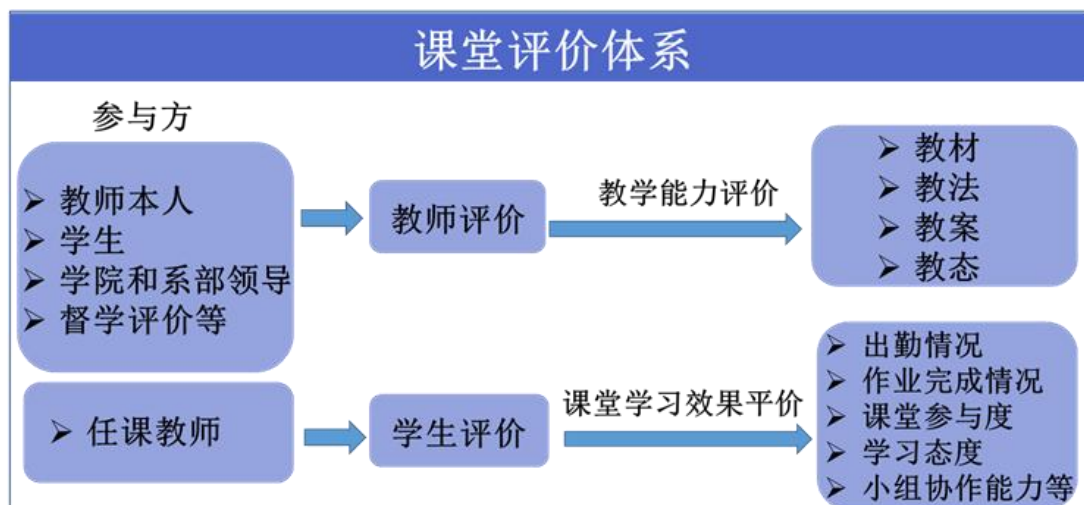 课堂评价体系
参与方
➢ 教师本人
➢ 学生
➢ 学院和系部领导
➢ 督学评价等
教师评价
教学能力评价
➢ 教材
➢ 教法
➢ 教案
➢ 教态
➢ 任课教师
学生评价
课堂学习效果平价
➢ 出勤情况
➢ 作业完成情况
➢ 课堂参与度
➢ 学习态度
➢ 小组协作能力等